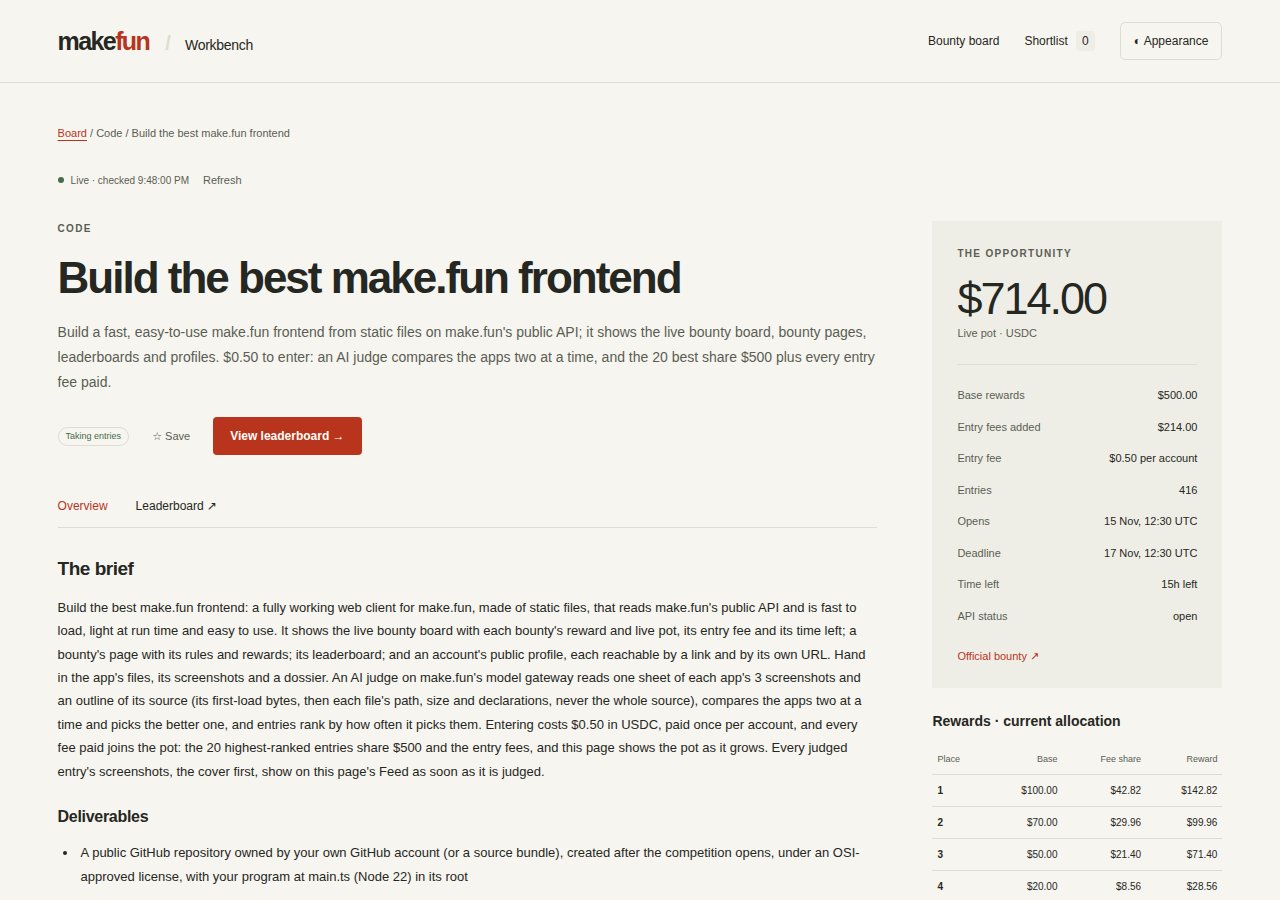 makefun / Workbench
Bounty board
Shortlist 0
Appearance
Board / Code / Build the best make.fun frontend
Live · checked 9:48:00 PM Refresh
CODE
Build the best make.fun frontend
Build a fast, easy-to-use make.fun frontend from static files on make.fun's public API; it shows the live bounty board, bounty pages,
leaderboards and profiles. $0.50 to enter: an AI judge compares the apps two at a time, and the 20 best share $500 plus every entry
fee paid.
Taking entries
☆ Save
View leaderboard →
Overview
Leaderboard ↗
The brief
Build the best make.fun frontend: a fully working web client for make.fun, made of static files, that reads make.fun's public API and is fast to
load, light at run time and easy to use. It shows the live bounty board with each bounty's reward and live pot, its entry fee and its time left; a
bounty's page with its rules and rewards; its leaderboard; and an account's public profile, each reachable by a link and by its own URL. Hand
in the app's files, its screenshots and a dossier. An AI judge on make.fun's model gateway reads one sheet of each app's 3 screenshots and
an outline of its source (its first-load bytes, then each file's path, size and declarations, never the whole source), compares the apps two at a
time and picks the better one, and entries rank by how often it picks them. Entering costs $0.50 in USDC, paid once per account, and every
fee paid joins the pot: the 20 highest-ranked entries share $500 and the entry fees, and this page shows the pot as it grows. Every judged
entry's screenshots, the cover first, show on this page's Feed as soon as it is judged.
Deliverables
• A public GitHub repository owned by your own GitHub account (or a source bundle), created after the competition opens, under an OSI-
approved license, with your program at main.ts (Node 22) in its root
THE OPPORTUNITY
$714.00
Live pot · USDC
Base rewards $500.00
Entry fees added $214.00
Entry fee $0.50 per account
Entries 416
Opens 15 Nov, 12:30 UTC
Deadline 17 Nov, 12:30 UTC
Time left 15h left
API status open
Official bounty ↗
Rewards · current allocation
Place Base Fee share Reward
1 $100.00 $42.82 $142.82
2 $70.00 $29.96 $99.96
3 $50.00 $21.40 $71.40
4 $20.00 $8.56 $28.56